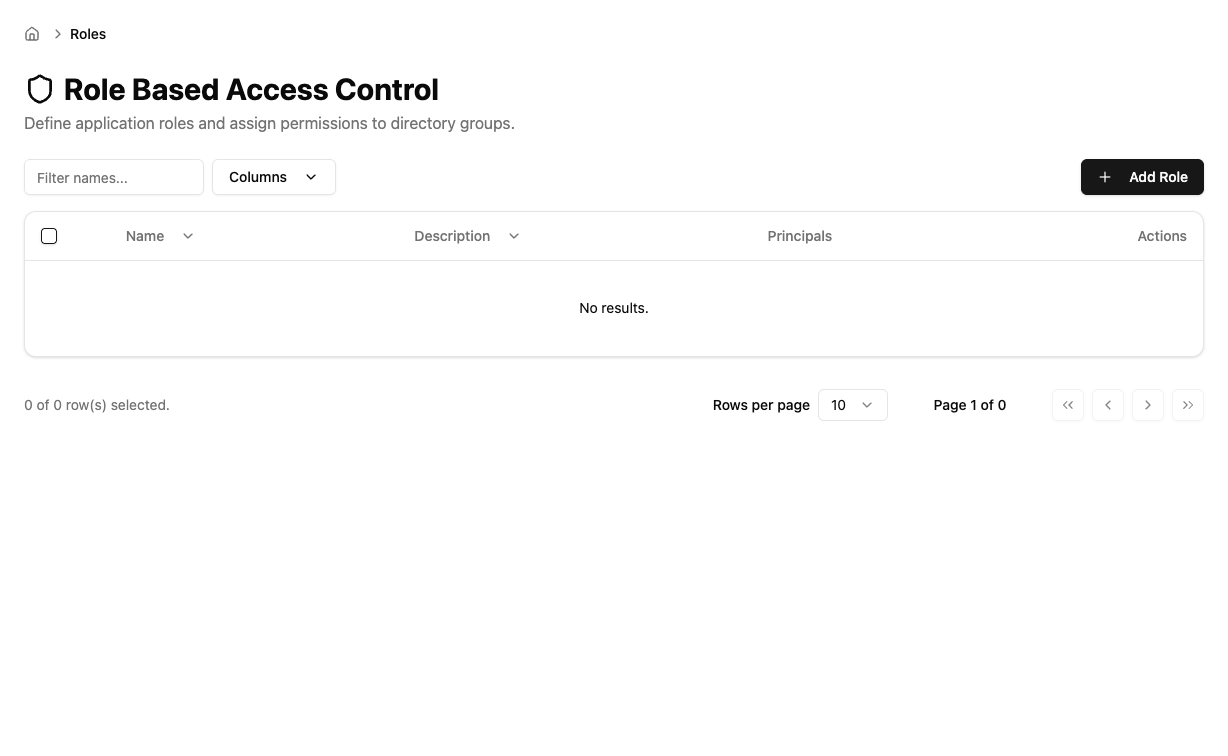 Roles
Role Based Access Control
Define application roles and assign permissions to directory groups.
Filter names...
Columns
Add Role
Name Description Principals Actions
No results.
0 of 0 row(s) selected.
Rows per page 10 Page 1 of 0